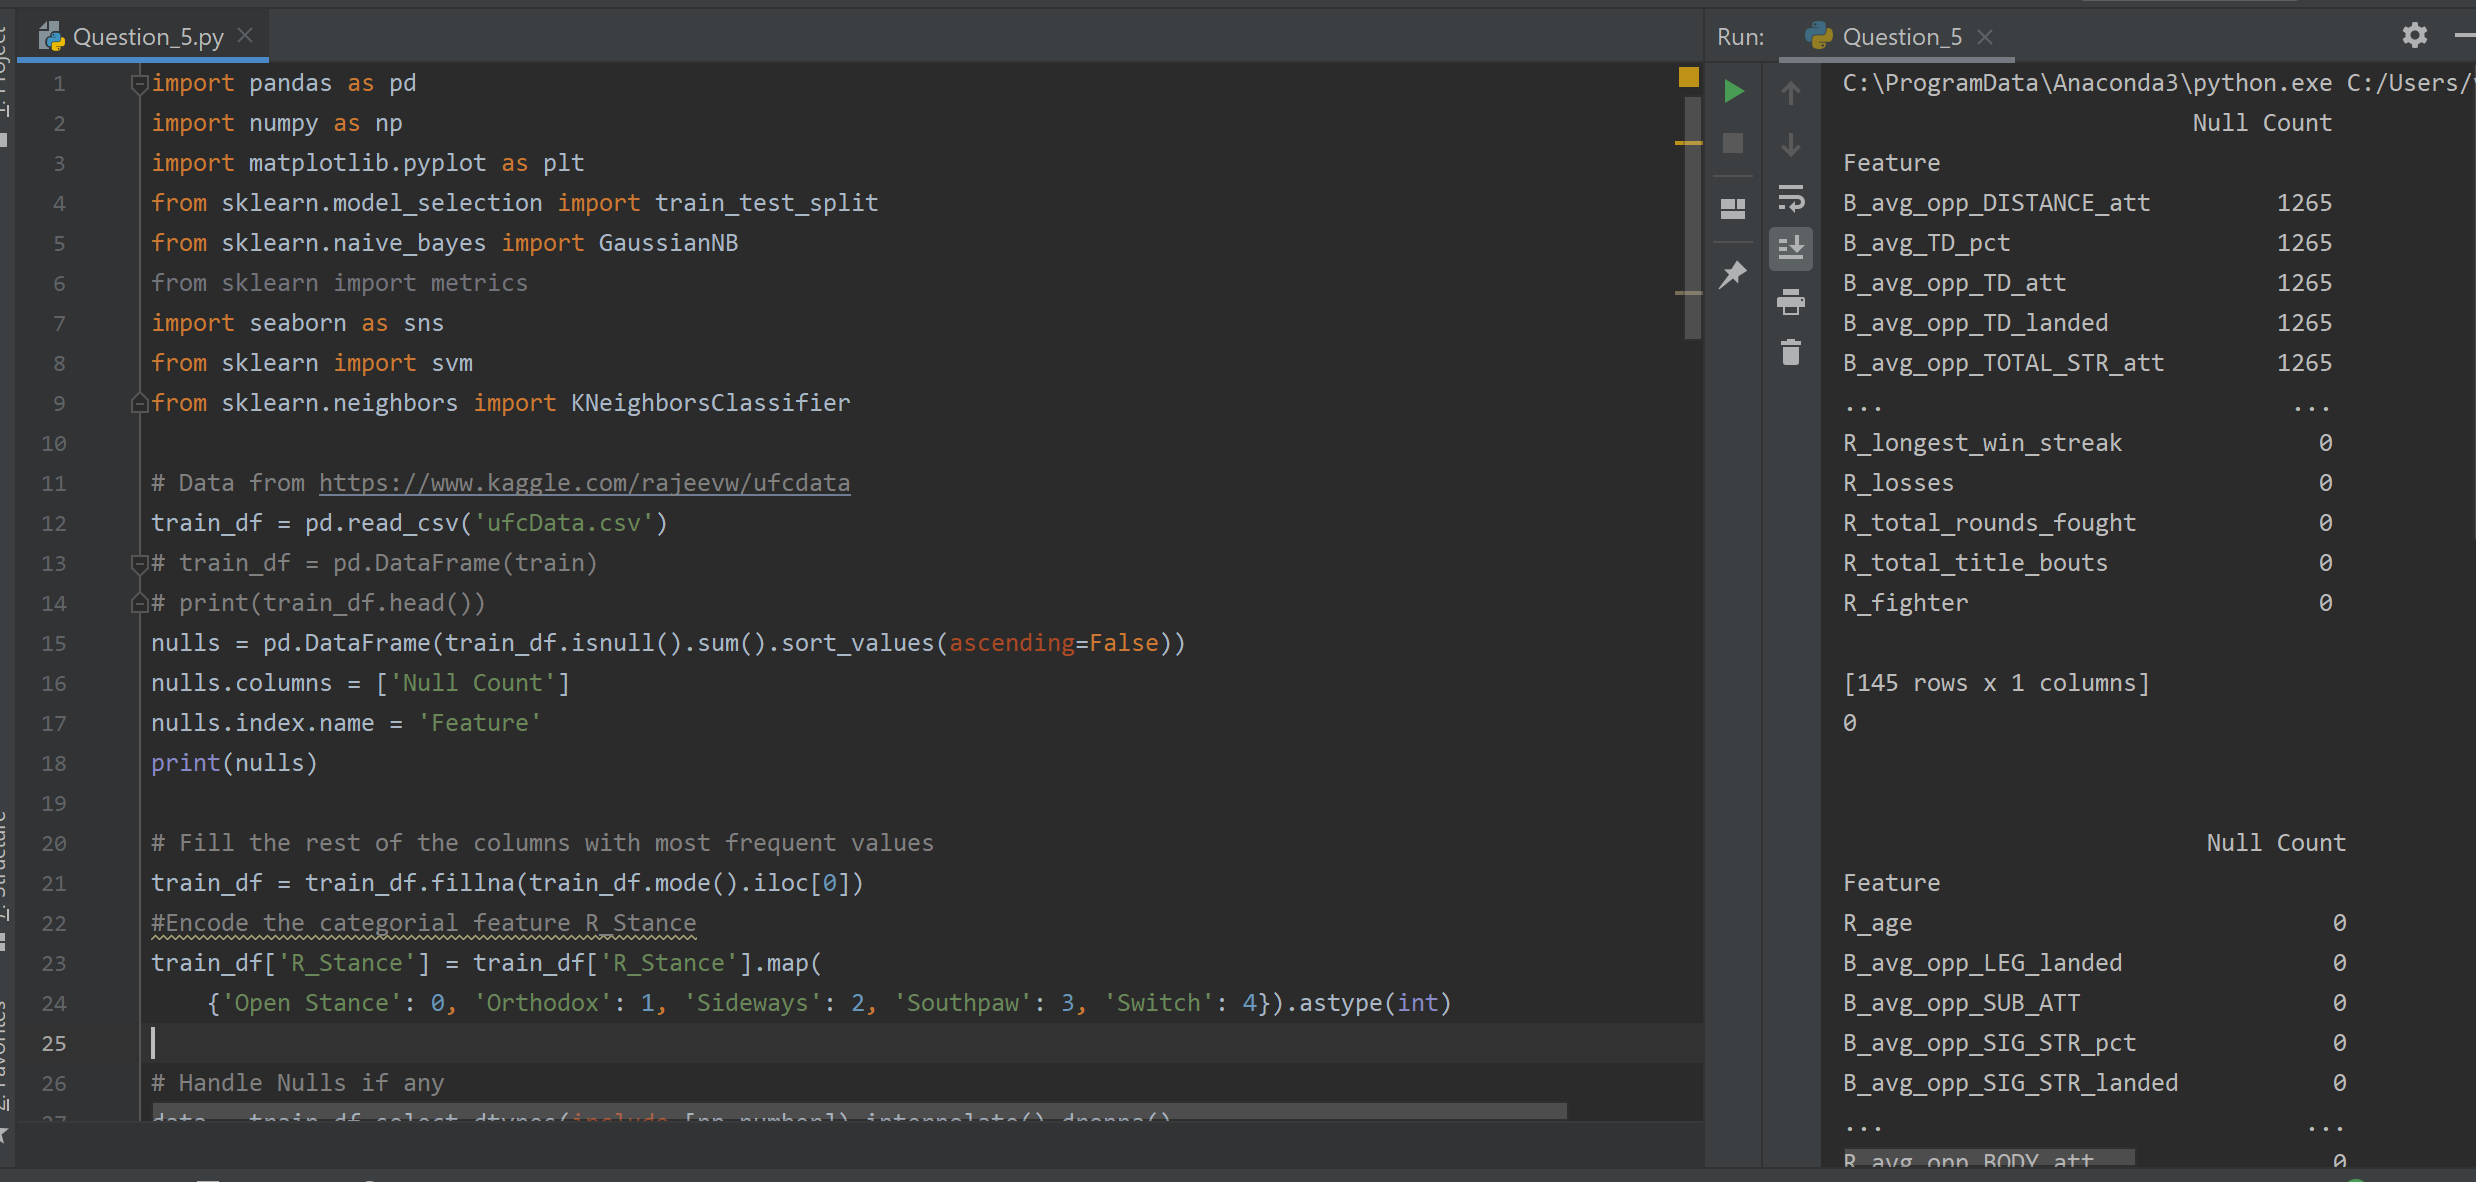 Question_5.py
1 import pandas as pd
2 import numpy as np
3 import matplotlib.pyplot as plt
4 from sklearn.model_selection import train_test_split
5 from sklearn.naive_bayes import GaussianNB
6 from sklearn import metrics
7 import seaborn as sns
8 from sklearn import svm
9 from sklearn.neighbors import KNeighborsClassifier
10
11 # Data from https://www.kaggle.com/rajeevw/ufcdata
12 train_df = pd.read_csv('ufcData.csv')
13 # train_df = pd.DataFrame(train)
14 # print(train_df.head())
15 nulls = pd.DataFrame(train_df.isnull().sum().sort_values(ascending=False))
16 nulls.columns = ['Null Count']
17 nulls.index.name = 'Feature'
18 print(nulls)
19
20 # Fill the rest of the columns with most frequent values
21 train_df = train_df.fillna(train_df.mode().iloc[0])
22 #Encode the categorial feature R_Stance
23 train_df['R_Stance'] = train_df['R_Stance'].map(
24 {'Open Stance': 0, 'Orthodox': 1, 'Sideways': 2, 'Southpaw': 3, 'Switch': 4}).astype(int)
25
26 # Handle Nulls if any
Run: Question_5
C:\ProgramData\Anaconda3\python.exe C:/Users/
Null Count
Feature
B_avg_opp_DISTANCE_att 1265
B_avg_TD_pct 1265
B_avg_opp_TD_att 1265
B_avg_opp_TD_landed 1265
B_avg_opp_TOTAL_STR_att 1265
... ...
R_longest_win_streak 0
R_losses 0
R_total_rounds_fought 0
R_total_title_bouts 0
R_fighter 0
[145 rows x 1 columns]
0
Null Count
Feature
R_age 0
B_avg_opp_LEG_landed 0
B_avg_opp_SUB_ATT 0
B_avg_opp_SIG_STR_pct 0
B_avg_opp_SIG_STR_landed 0
... ...
R_avg_opp_BODY_att 0